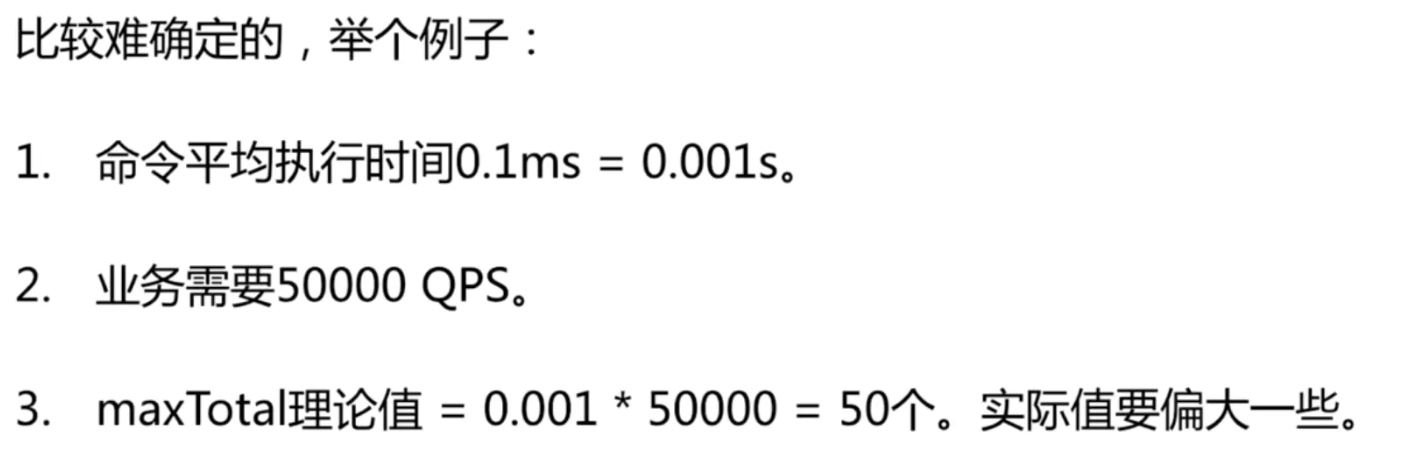 比较难确定的，举个例子：
1. 命令平均执行时间0.1ms = 0.001s。
2. 业务需要50000 QPS。
3. maxTotal理论值 = 0.001 * 50000 = 50个。实际值要偏大一些。